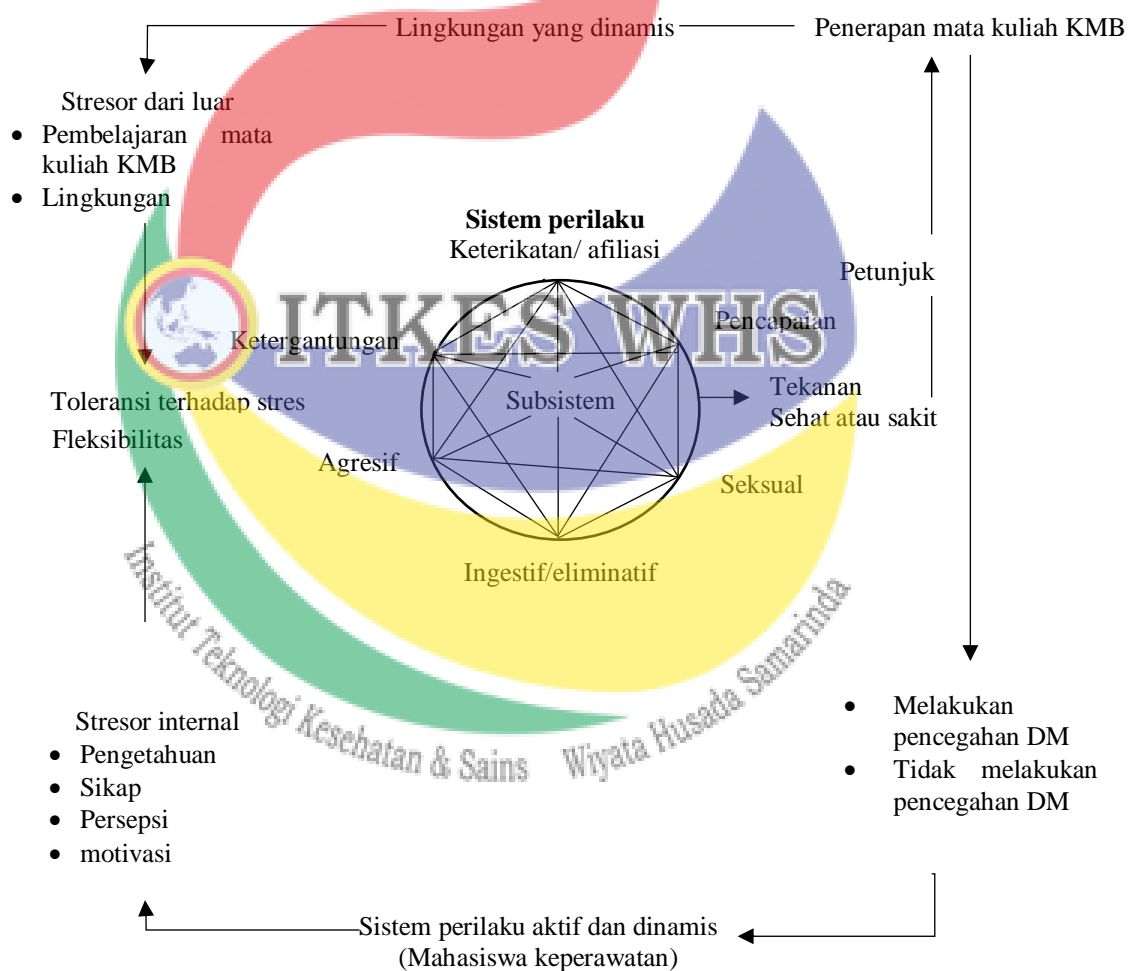 Lingkungan yang dinamis
Penerapan mata kuliah KMB
Stresor dari luar
• Pembelajaran mata
kuliah KMB
• Lingkungan
Sistem perilaku
Keterikatan/ afiliasi
Petunjuk
ITKES WHS
Ketergantungan
Pencapaian
Subsistem
Tekanan
Sehat atau sakit
Toleransi terhadap stres
Fleksibilitas
Agresif
Seksual
Ingestif/eliminatif
Institut Teknologi Kesehatan & Sains Wiyata Husada Samarinda
Stresor internal
• Pengetahuan
• Sikap
• Persepsi
• motivasi
• Melakukan
pencegahan DM
• Tidak melakukan
pencegahan DM
Sistem perilaku aktif dan dinamis
(Mahasiswa keperawatan)